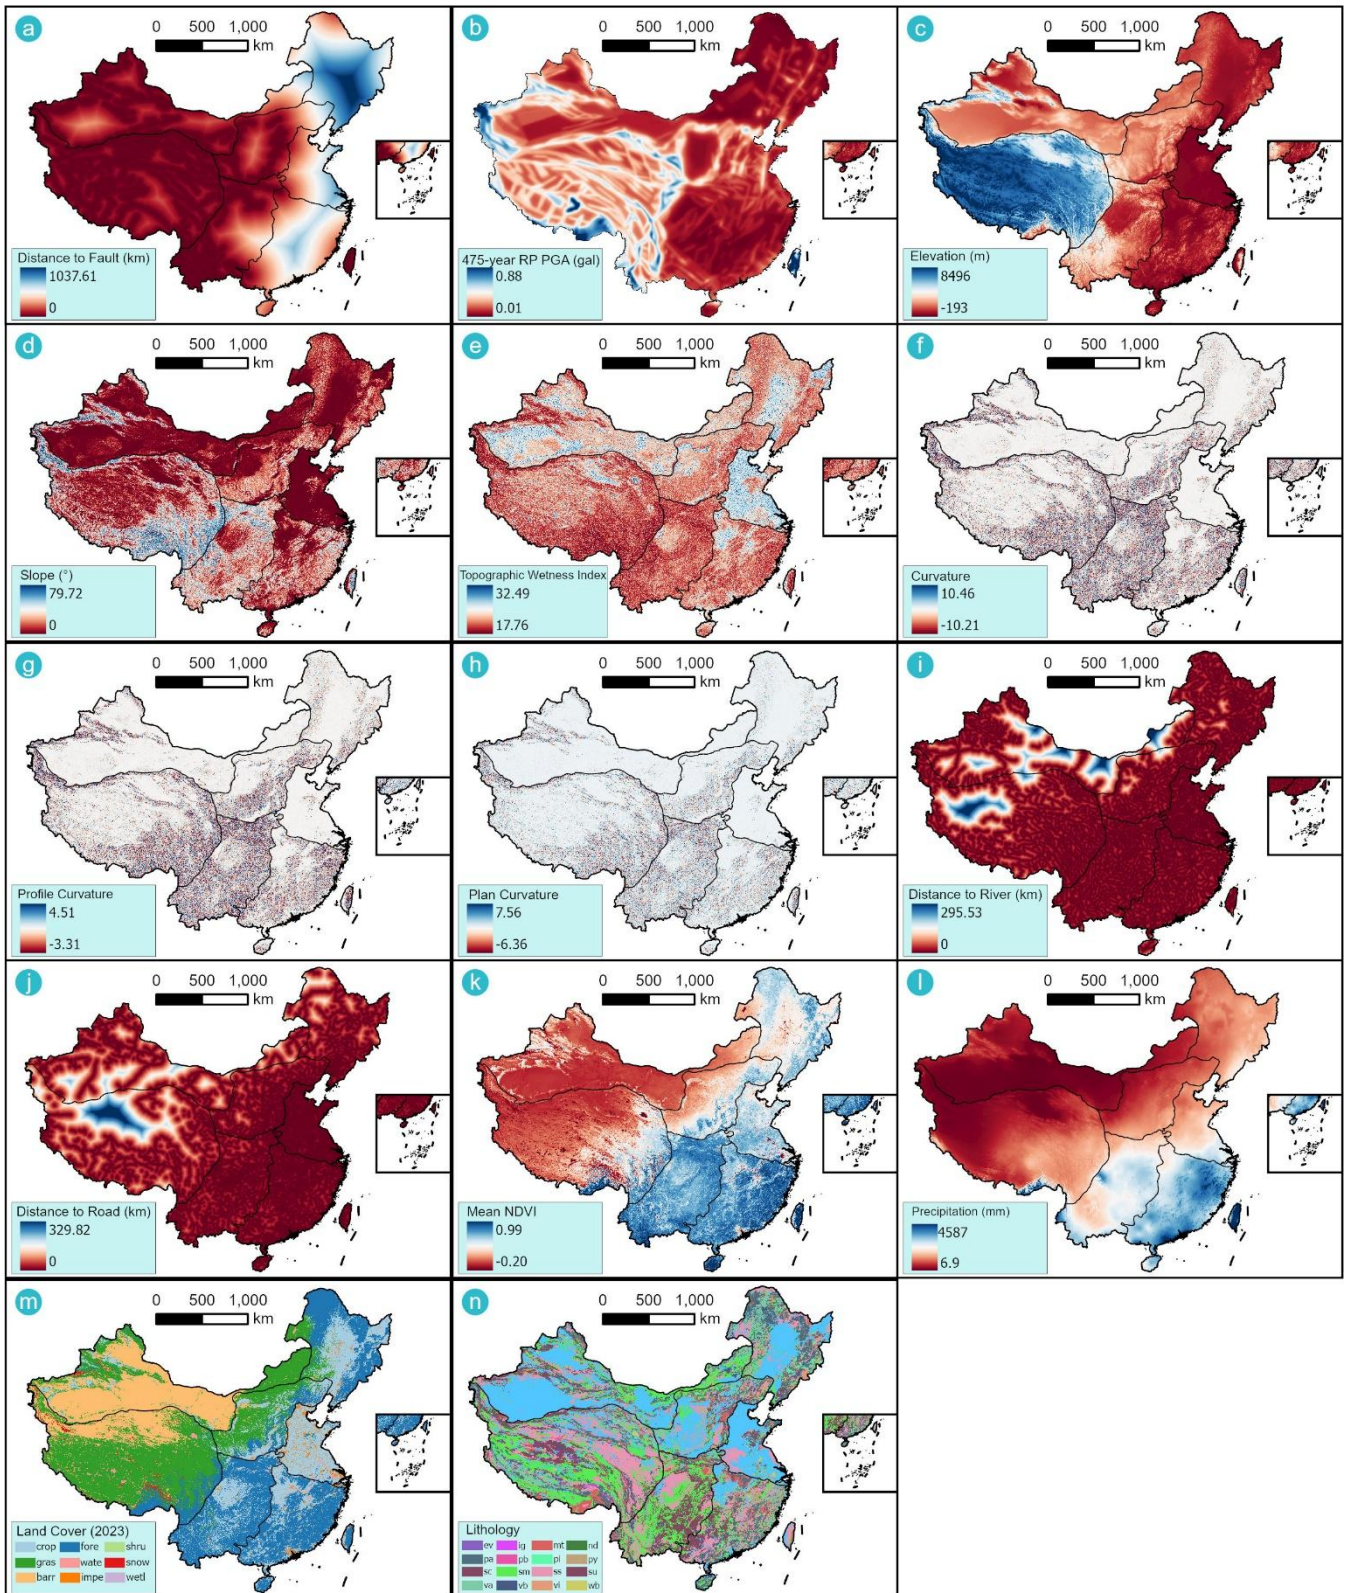 a
0 500 1,000
km
Distance to Fault (km)
1037.61
0
b
0 500 1,000
km
475-year RP PGA (gal)
0.88
0.01
c
0 500 1,000
km
Elevation (m)
8496
-193
d
0 500 1,000
km
Slope (°)
79.72
0
e
0 500 1,000
km
Topographic Wetness Index
32.49
17.76
f
0 500 1,000
km
Curvature
10.46
-10.21
g
0 500 1,000
km
Profile Curvature
4.51
-3.31
h
0 500 1,000
km
Plan Curvature
7.56
-6.36
i
0 500 1,000
km
Distance to River (km)
295.53
0
j
0 500 1,000
km
Distance to Road (km)
329.82
0
k
0 500 1,000
km
Mean NDVI
0.99
-0.20
l
0 500 1,000
km
Precipitation (mm)
4587
6.9
m
0 500 1,000
km
Land Cover (2023)
crop fore shru
gras wate snow
barr impe wetl
n
0 500 1,000
km
Lithology
ev ig mt nd
pa pb pi py
sc sm ss su
va vb vi wb